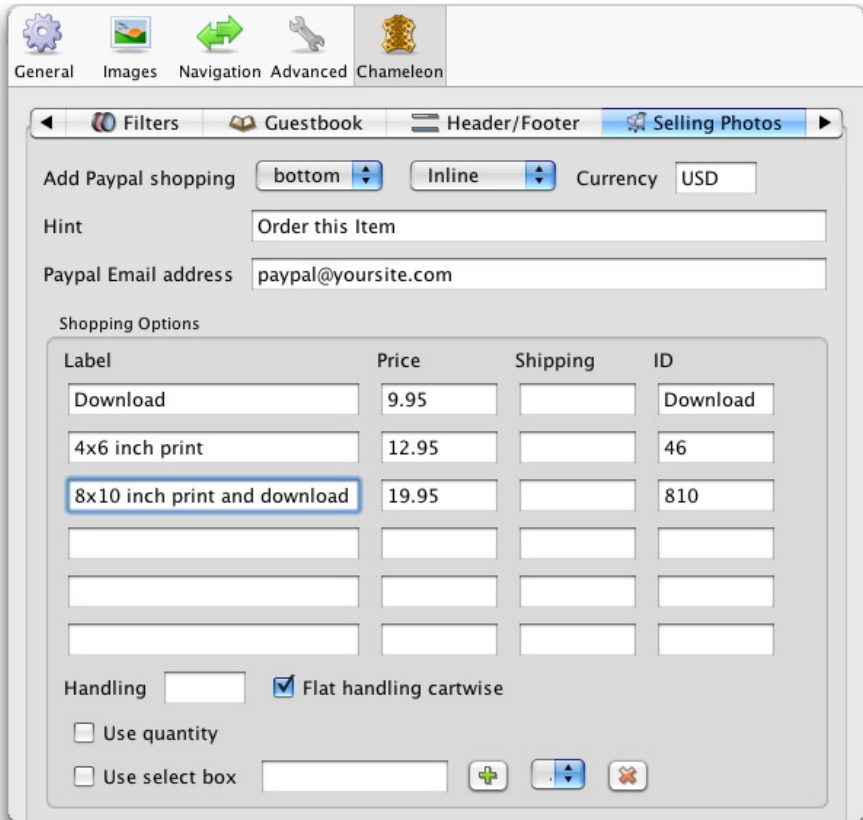 General Images Navigation Advanced Chameleon
Filters Guestbook Header/Footer Selling Photos
Add Paypal shopping bottom Inline Currency USD
Hint Order this Item
Paypal Email address paypal@yoursite.com
Shopping Options
Label Price Shipping ID
Download 9.95 Download
4x6 inch print 12.95 46
8x10 inch print and download 19.95 810
Handling Flat handling cartwise
Use quantity
Use select box .